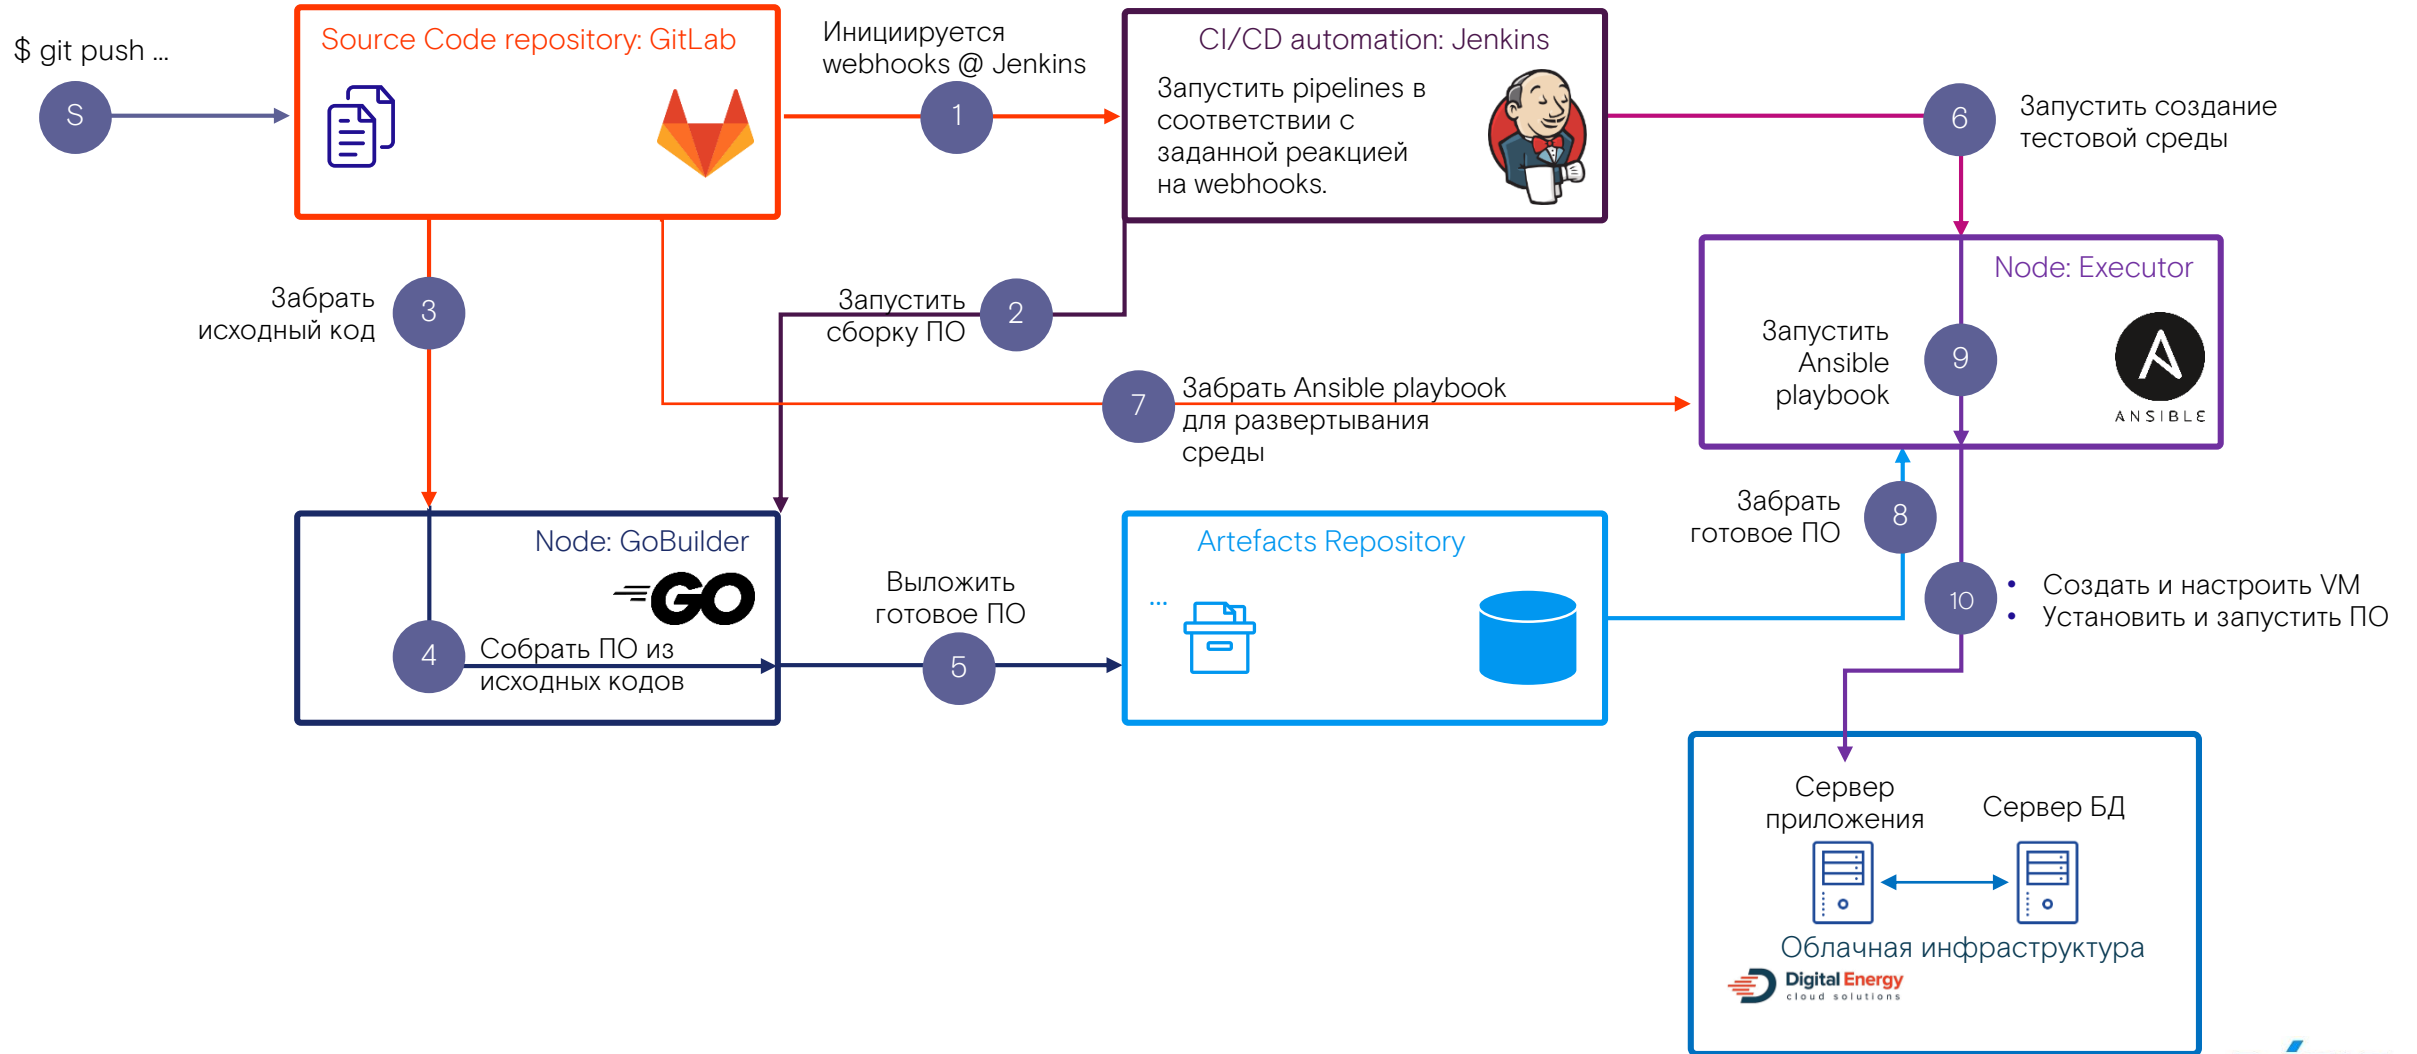 $ git push ...
S
Source Code repository: GitLab
Инициируется
webhooks @ Jenkins
1
CI/CD automation: Jenkins
Запустить pipelines в
соответствии с
заданной реакцией
на webhooks.
6
Запустить создание
тестовой среды
Забрать
исходный код
3
Запустить
сборку ПО
2
7
Забрать Ansible playbook
для развертывания
среды
Node: Executor
Запустить
Ansible
playbook
9
ANSIBLE
Забрать
готовое ПО
8
Node: GoBuilder
GO
4
Собрать ПО из
исходных кодов
Выложить
готовое ПО
5
Artefacts Repository
...
10
• Создать и настроить VM
• Установить и запустить ПО
Сервер
приложения
Сервер БД
Облачная инфраструктура
Digital Energy
cloud solutions